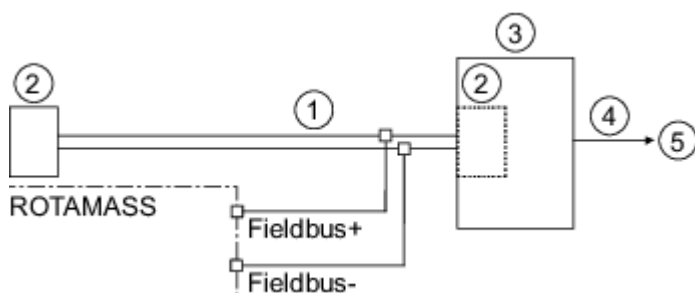 ③
② ① ② ④ ⑤
ROTAMASS
Fieldbus+
Fieldbus-